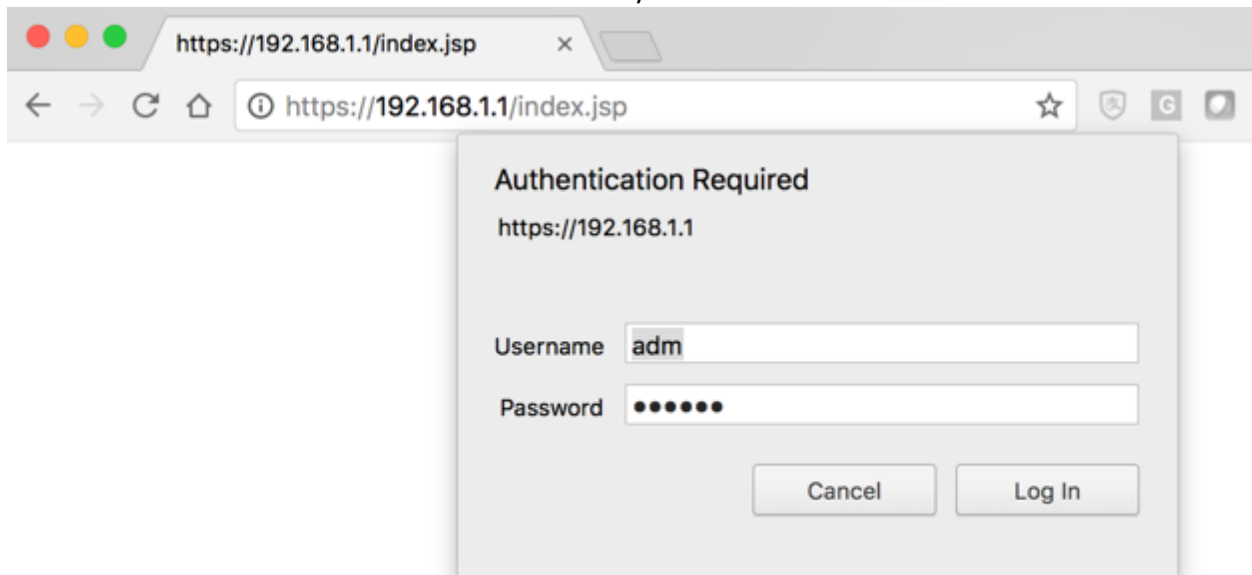 https://192.168.1.1/index.jsp ×
https://192.168.1.1/index.jsp
G
Authentication Required
https://192.168.1.1
Username adm
Password ••••••
Cancel Log In